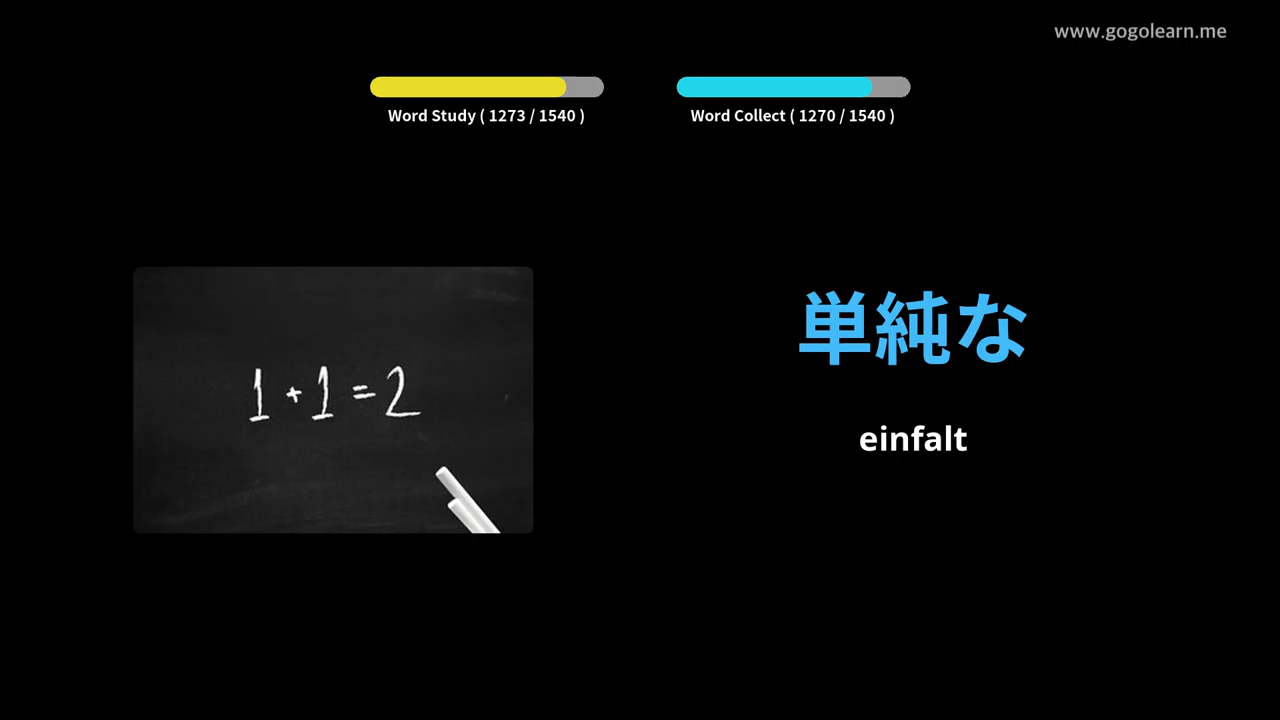 www.gogolearn.me
Word Study ( 1273 / 1540 )
Word Collect ( 1270 / 1540 )
1 + 1 = 2
単純な
einfalt